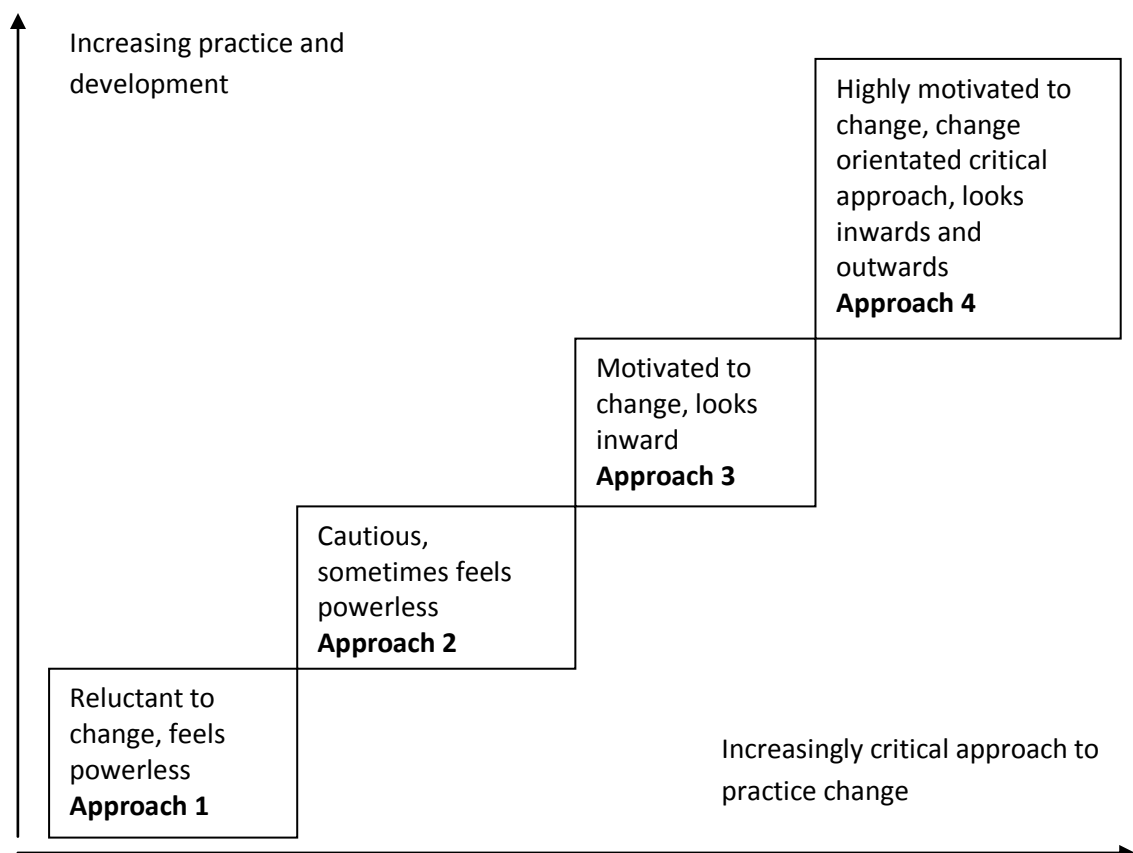 Increasing practice and
development
Highly motivated to
change, change
orientated critical
approach, looks
inwards and
outwards
Approach 4
Motivated to
change, looks
inward
Approach 3
Cautious,
sometimes feels
powerless
Approach 2
Reluctant to
change, feels
powerless
Approach 1
Increasingly critical approach to
practice change